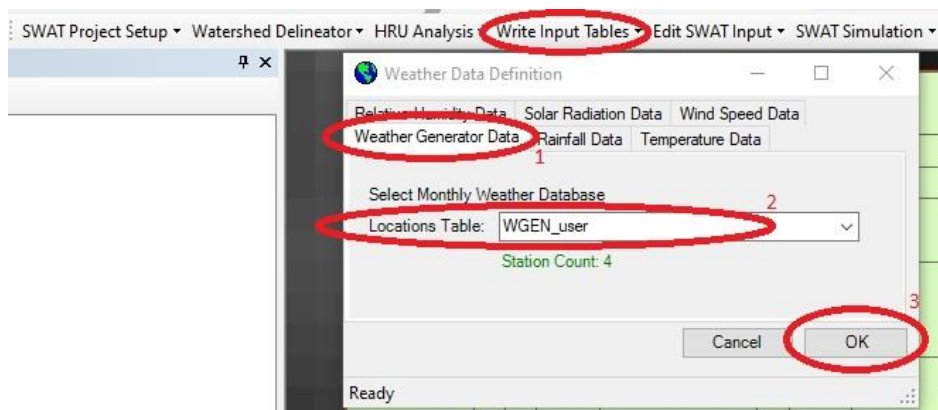 SWAT Project Setup Watershed Delineator HRU Analysis Write Input Tables Edit SWAT Input SWAT Simulation
Weather Data Definition
Relative Humidity Data Solar Radiation Data Wind Speed Data
Weather Generator Data Rainfall Data Temperature Data
1
Select Monthly Weather Database
2
Locations Table: WGEN_user
Station Count: 4
3
Cancel OK
Ready